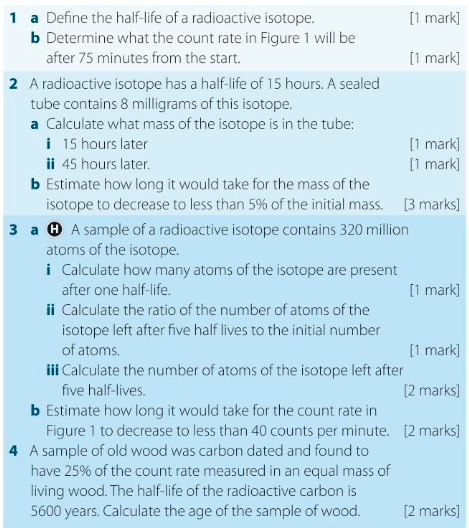 1 a Define the half-life of a radioactive isotope. [1 mark]
b Determine what the count rate in Figure 1 will be
after 75 minutes from the start. [1 mark]
2 A radioactive isotope has a half-life of 15 hours. A sealed
tube contains 8 milligrams of this isotope.
a Calculate what mass of the isotope is in the tube:
i 15 hours later [1 mark]
ii 45 hours later. [1 mark]
b Estimate how long it would take for the mass of the
isotope to decrease to less than 5% of the initial mass. [3 marks]
3 a H A sample of a radioactive isotope contains 320 million
atoms of the isotope.
i Calculate how many atoms of the isotope are present
after one half-life. [1 mark]
ii Calculate the ratio of the number of atoms of the
isotope left after five half lives to the initial number
of atoms. [1 mark]
iii Calculate the number of atoms of the isotope left after
five half-lives. [2 marks]
b Estimate how long it would take for the count rate in
Figure 1 to decrease to less than 40 counts per minute. [2 marks]
4 A sample of old wood was carbon dated and found to
have 25% of the count rate measured in an equal mass of
living wood. The half-life of the radioactive carbon is
5600 years. Calculate the age of the sample of wood. [2 marks]